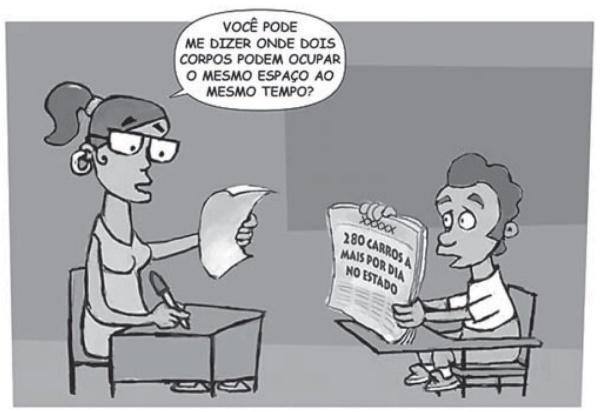 VOCÊ PODE
ME DIZER ONDE DOIS
CORPOS PODEM OCUPAR
O MESMO ESPAÇO AO
MESMO TEMPO?
XXXXX
280 CARROS A
MAIS POR DIA
NO ESTADO